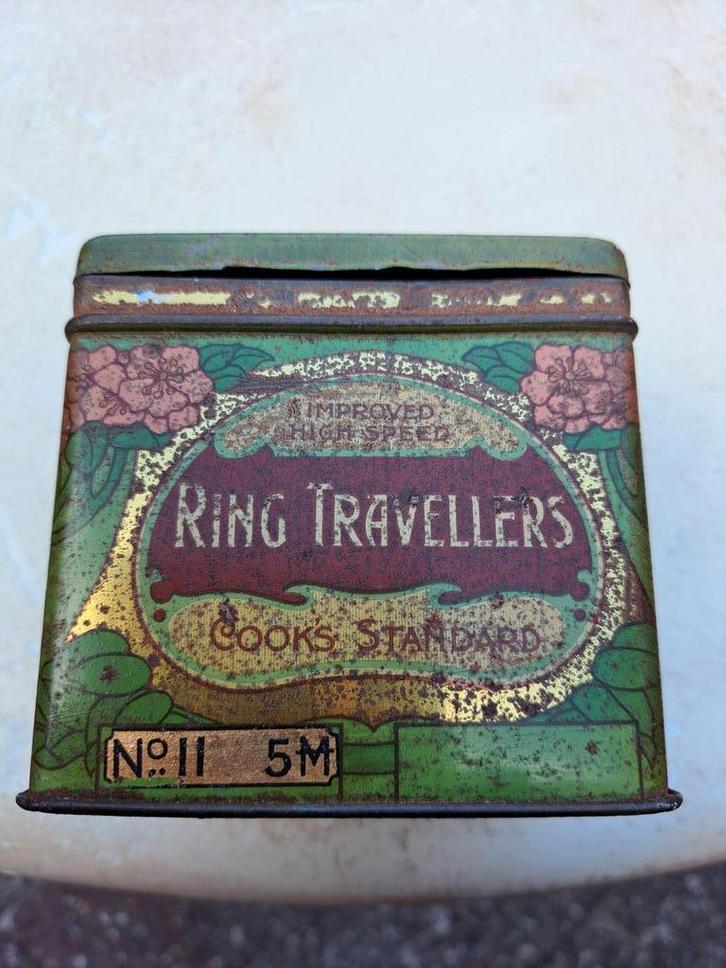 IMPROVED
HIGH SPEED
RING TRAVELLERS
COOK'S STANDARD
No. 11 5M